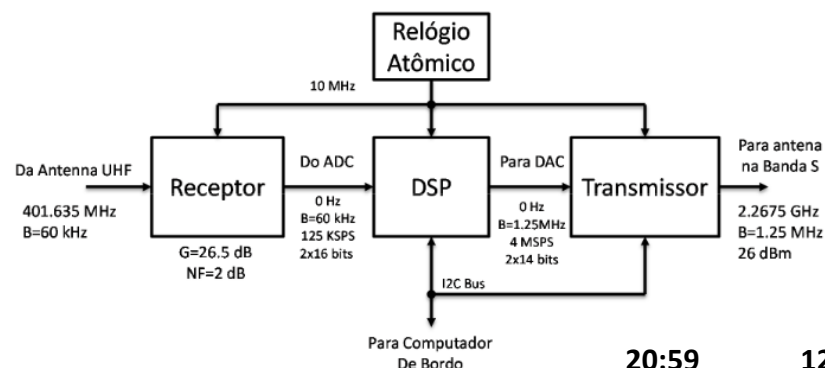 Relógio
Atômico
10 MHz
Da Antenna UHF
401.635 MHz
B=60 kHz
Receptor
G=26.5 dB
NF=2 dB
Do ADC
0 Hz
B=60 kHz
125 KSPS
2x16 bits
DSP
Para DAC
0 Hz
B=1.25MHz
4 MSPS
2x14 bits
Transmissor
Para antena
na Banda S
2.2675 GHz
B=1.25 MHz
26 dBm
I2C Bus
Para Computador
De Bordo
20:59
12